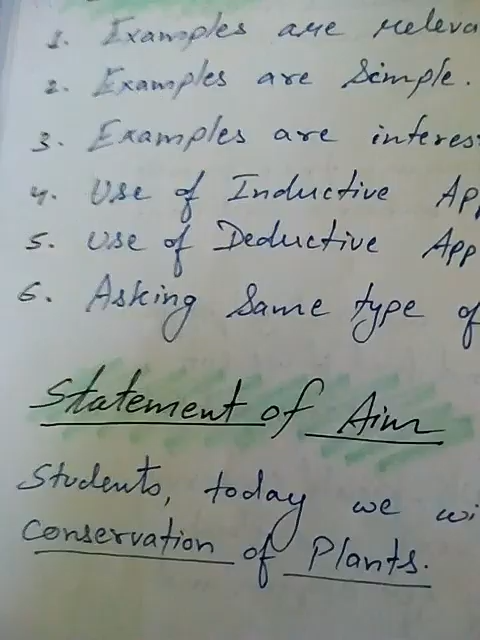 1. Examples are releva
2. Examples are Simple.
3. Examples are interes
4. Use of Inductive App
5. Use of Deductive App
6. Asking Same type of
Statement of Aim
Students, today we wi
Conservation of Plants.